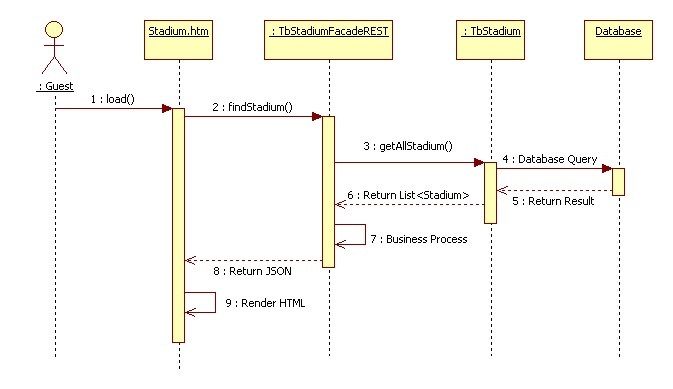 Stadium.htm
: TbStadiumFacadeREST
: TbStadium
Database
: Guest
1 : load()
2 : findStadium()
3 : getAllStadium()
4 : Database Query
5 : Return Result
6 : Return List<Stadium>
7 : Business Process
8 : Return JSON
9 : Render HTML